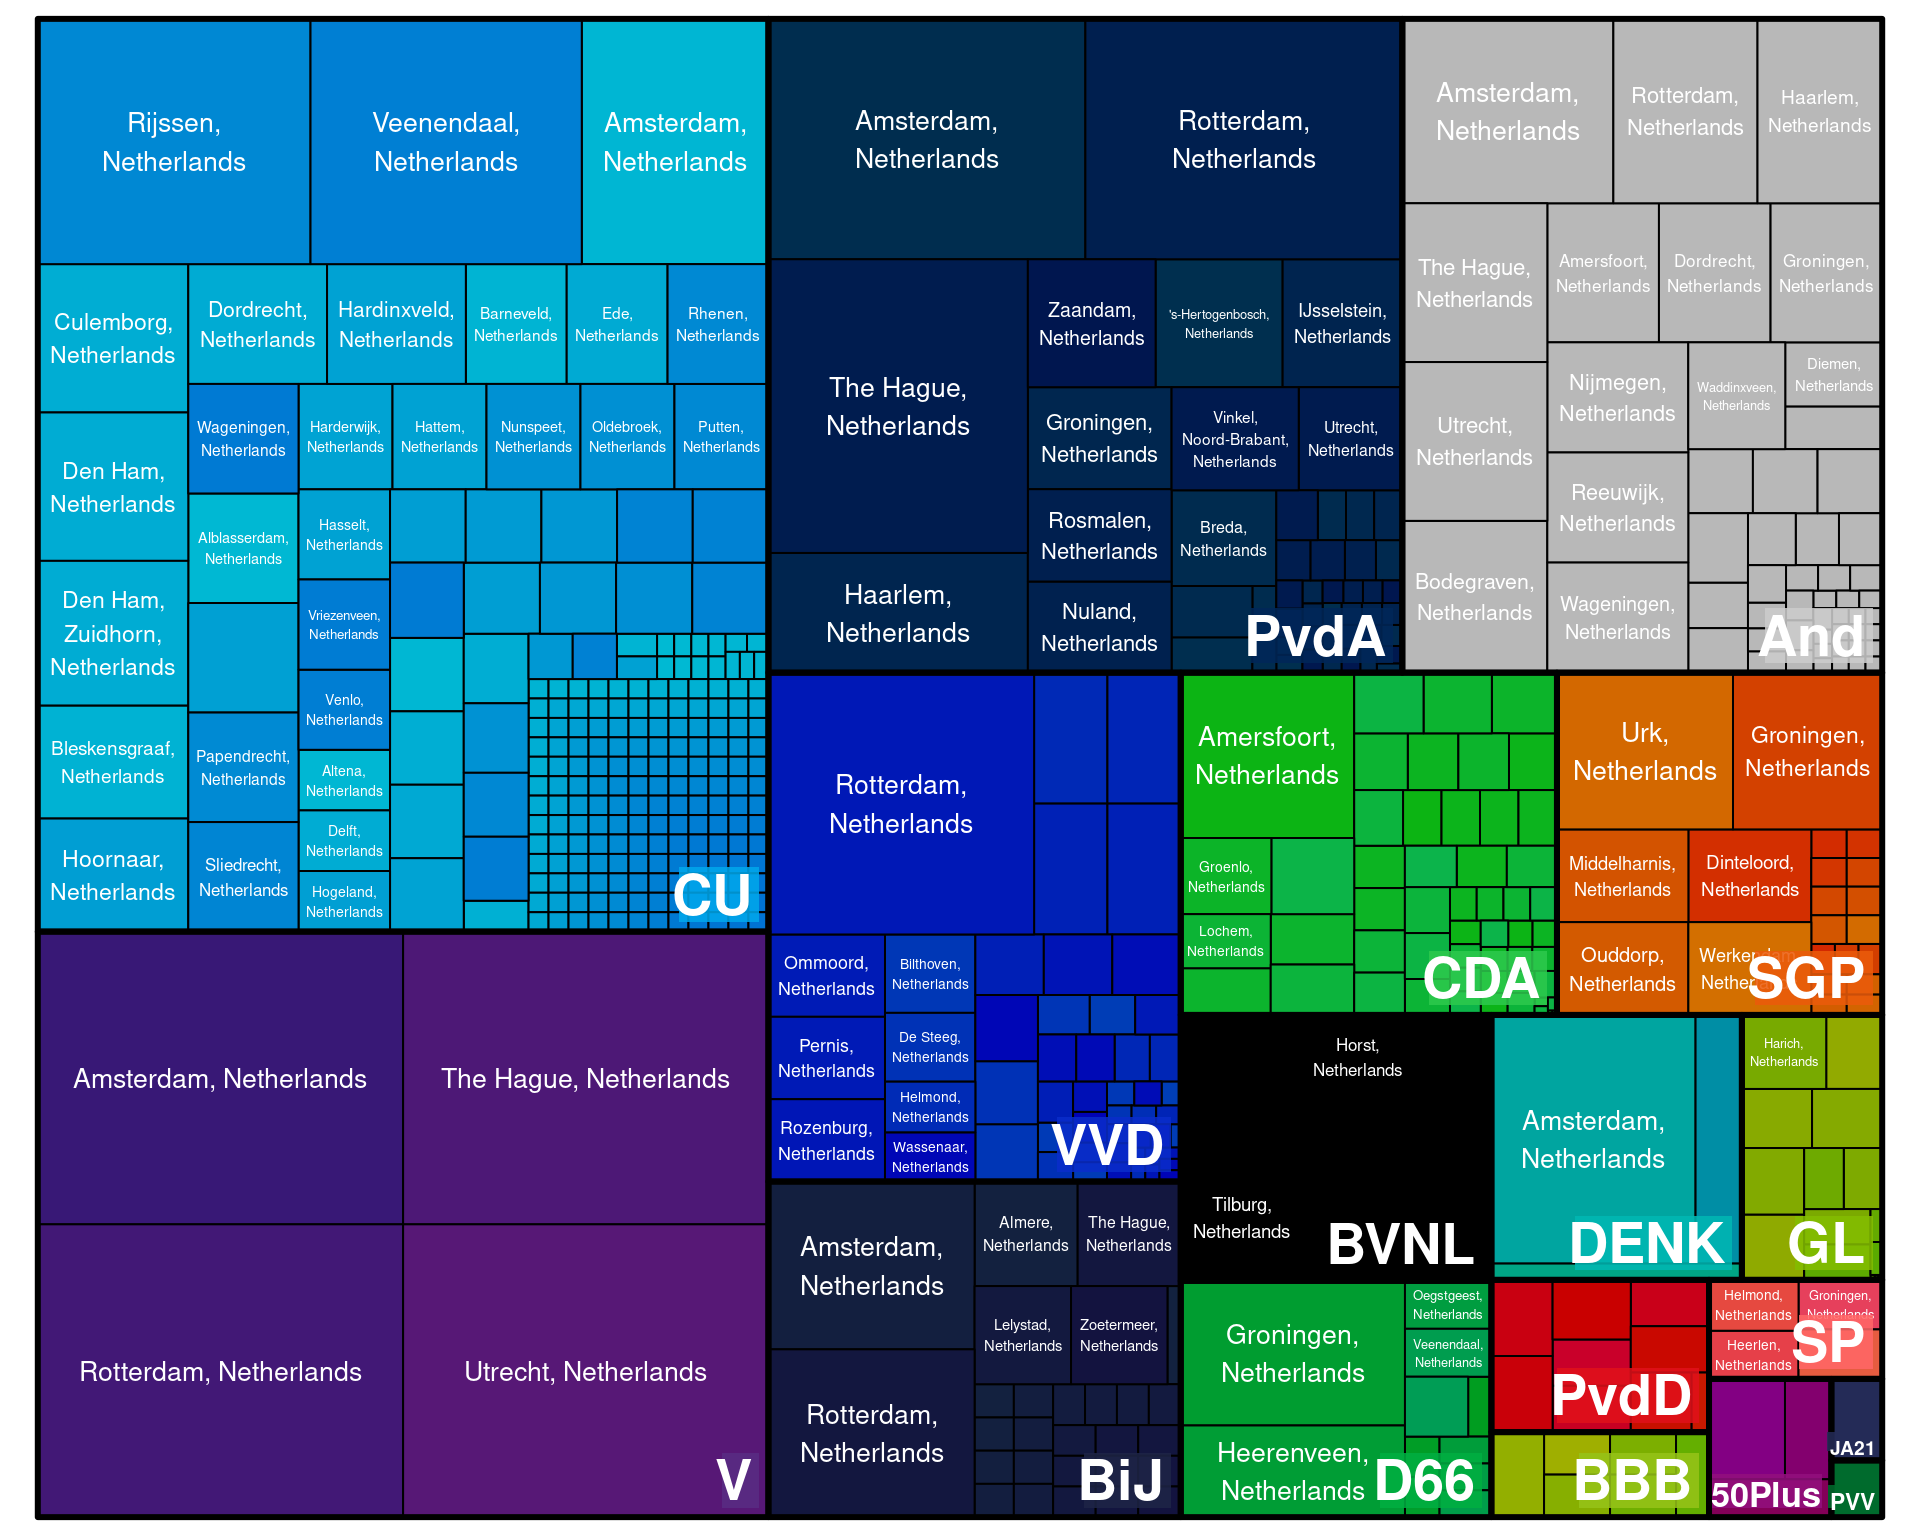 Rijssen,
Netherlands
Veenendaal,
Netherlands
Amsterdam,
Netherlands
Culemborg,
Netherlands
Dordrecht,
Netherlands
Hardinxveld,
Netherlands
Barneveld,
Netherlands
Ede,
Netherlands
Rhenen,
Netherlands
Den Ham,
Netherlands
Wageningen,
Netherlands
Harderwijk,
Netherlands
Hattem,
Netherlands
Nunspeet,
Netherlands
Oldebroek,
Netherlands
Putten,
Netherlands
Alblasserdam,
Netherlands
Hasselt,
Netherlands
Den Ham,
Zuidhorn,
Netherlands
Vriezenveen,
Netherlands
Venlo,
Netherlands
Bleskensgraaf,
Netherlands
Papendrecht,
Netherlands
Altena,
Netherlands
Delft,
Netherlands
Hoornaar,
Netherlands
Sliedrecht,
Netherlands
Hogeland,
Netherlands
CU
Amsterdam, Netherlands
The Hague, Netherlands
Rotterdam, Netherlands
Utrecht, Netherlands
V
Amsterdam,
Netherlands
Rotterdam,
Netherlands
The Hague,
Netherlands
Zaandam,
Netherlands
's-Hertogenbosch,
Netherlands
IJsselstein,
Netherlands
Groningen,
Netherlands
Vinkel,
Noord-Brabant,
Netherlands
Utrecht,
Netherlands
Rosmalen,
Netherlands
Breda,
Netherlands
Haarlem,
Netherlands
Nuland,
Netherlands
PvdA
Amsterdam,
Netherlands
Rotterdam,
Netherlands
Haarlem,
Netherlands
The Hague,
Netherlands
Amersfoort,
Netherlands
Dordrecht,
Netherlands
Groningen,
Netherlands
Utrecht,
Netherlands
Nijmegen,
Netherlands
Waddinxveen,
Netherlands
Diemen,
Netherlands
Reeuwijk,
Netherlands
Bodegraven,
Netherlands
Wageningen,
Netherlands
And
Rotterdam,
Netherlands
Ommoord,
Netherlands
Bilthoven,
Netherlands
Pernis,
Netherlands
De Steeg,
Netherlands
Helmond,
Netherlands
Rozenburg,
Netherlands
Wassenaar,
Netherlands
VVD
Amersfoort,
Netherlands
Groenlo,
Netherlands
Lochem,
Netherlands
CDA
Urk,
Netherlands
Groningen,
Netherlands
Middelharnis,
Netherlands
Dinteloord,
Netherlands
Ouddorp,
Netherlands
SGP
Horst,
Netherlands
Tilburg,
Netherlands
BVNL
Amsterdam,
Netherlands
DENK
Harich,
Netherlands
GL
Amsterdam,
Netherlands
Almere,
Netherlands
The Hague,
Netherlands
Lelystad,
Netherlands
Zoetermeer,
Netherlands
Rotterdam,
Netherlands
BiJ
Groningen,
Netherlands
Oegstgeest,
Netherlands
Veenendaal,
Netherlands
Heerenveen,
Netherlands
D66
PvdD
BBB
Helmond,
Netherlands
Groningen,
Netherlands
Heerlen,
Netherlands
SP
50Plus
JA21
PVV